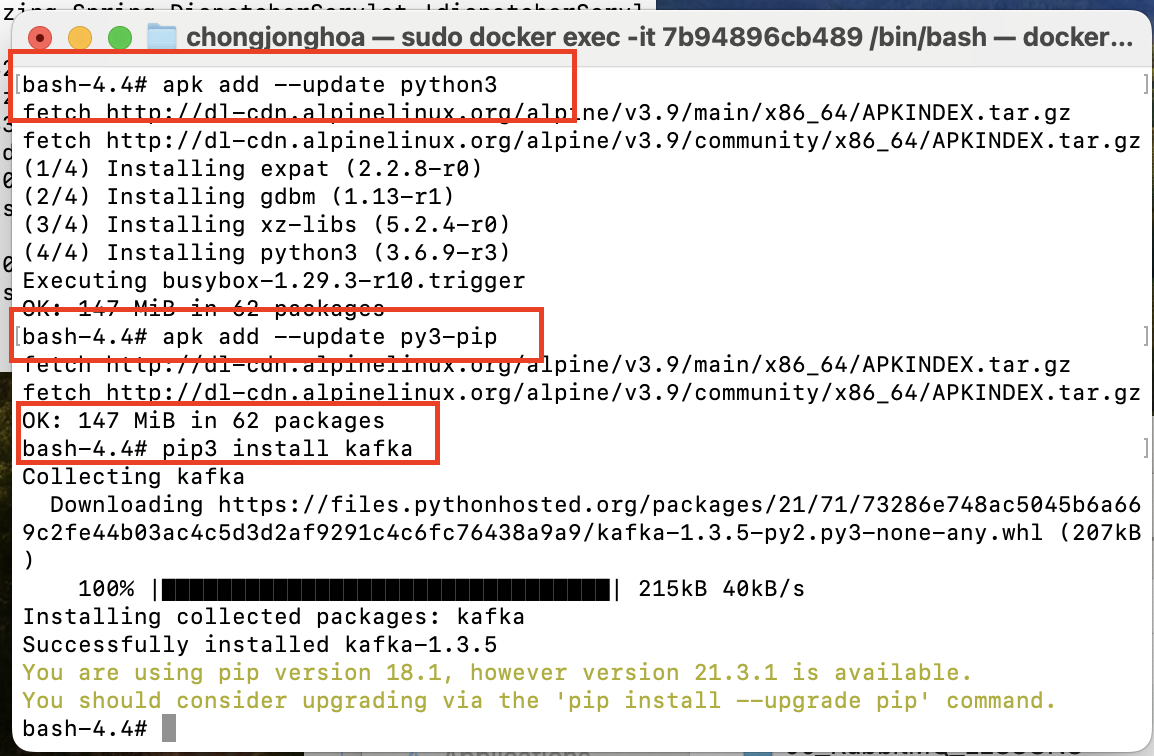 zing Spring DispatcherServlet 'dispatcherServl
chongjonghoa — sudo docker exec -it 7b94896cb489 /bin/bash — docker...
bash-4.4# apk add --update python3
fetch http://dl-cdn.alpinelinux.org/alpine/v3.9/main/x86_64/APKINDEX.tar.gz
fetch http://dl-cdn.alpinelinux.org/alpine/v3.9/community/x86_64/APKINDEX.tar.gz
(1/4) Installing expat (2.2.8-r0)
(2/4) Installing gdbm (1.13-r1)
(3/4) Installing xz-libs (5.2.4-r0)
(4/4) Installing python3 (3.6.9-r3)
Executing busybox-1.29.3-r10.trigger
OK: 147 MiB in 62 packages
bash-4.4# apk add --update py3-pip
fetch http://dl-cdn.alpinelinux.org/alpine/v3.9/main/x86_64/APKINDEX.tar.gz
fetch http://dl-cdn.alpinelinux.org/alpine/v3.9/community/x86_64/APKINDEX.tar.gz
OK: 147 MiB in 62 packages
bash-4.4# pip3 install kafka
Collecting kafka
  Downloading https://files.pythonhosted.org/packages/21/71/73286e748ac5045b6a66
9c2fe44b03ac4c5d3d2af9291c4c6fc76438a9a9/kafka-1.3.5-py2.py3-none-any.whl (207kB
)
    100% |████████████████████████████████| 215kB 40kB/s
Installing collected packages: kafka
Successfully installed kafka-1.3.5
You are using pip version 18.1, however version 21.3.1 is available.
You should consider upgrading via the 'pip install --upgrade pip' command.
bash-4.4#